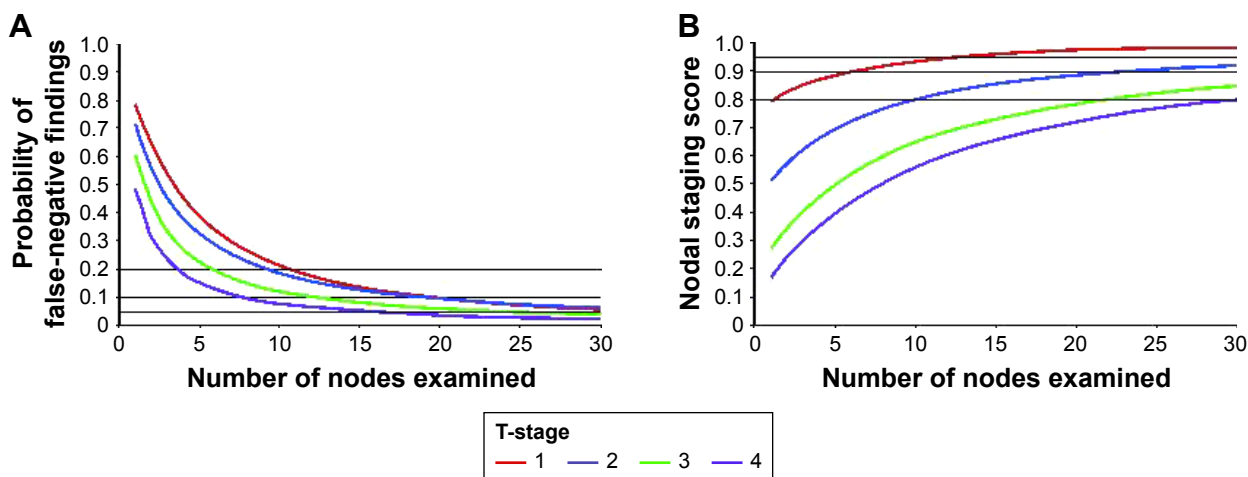 A
Probability of
false-negative findings
1.0
0.9
0.8
0.7
0.6
0.5
0.4
0.3
0.2
0.1
0
0 5 10 15 20 25 30
Number of nodes examined
B
Nodal staging score
1.0
0.9
0.8
0.7
0.6
0.5
0.4
0.3
0.2
0.1
0
0 5 10 15 20 25 30
Number of nodes examined
T-stage
1 2 3 4